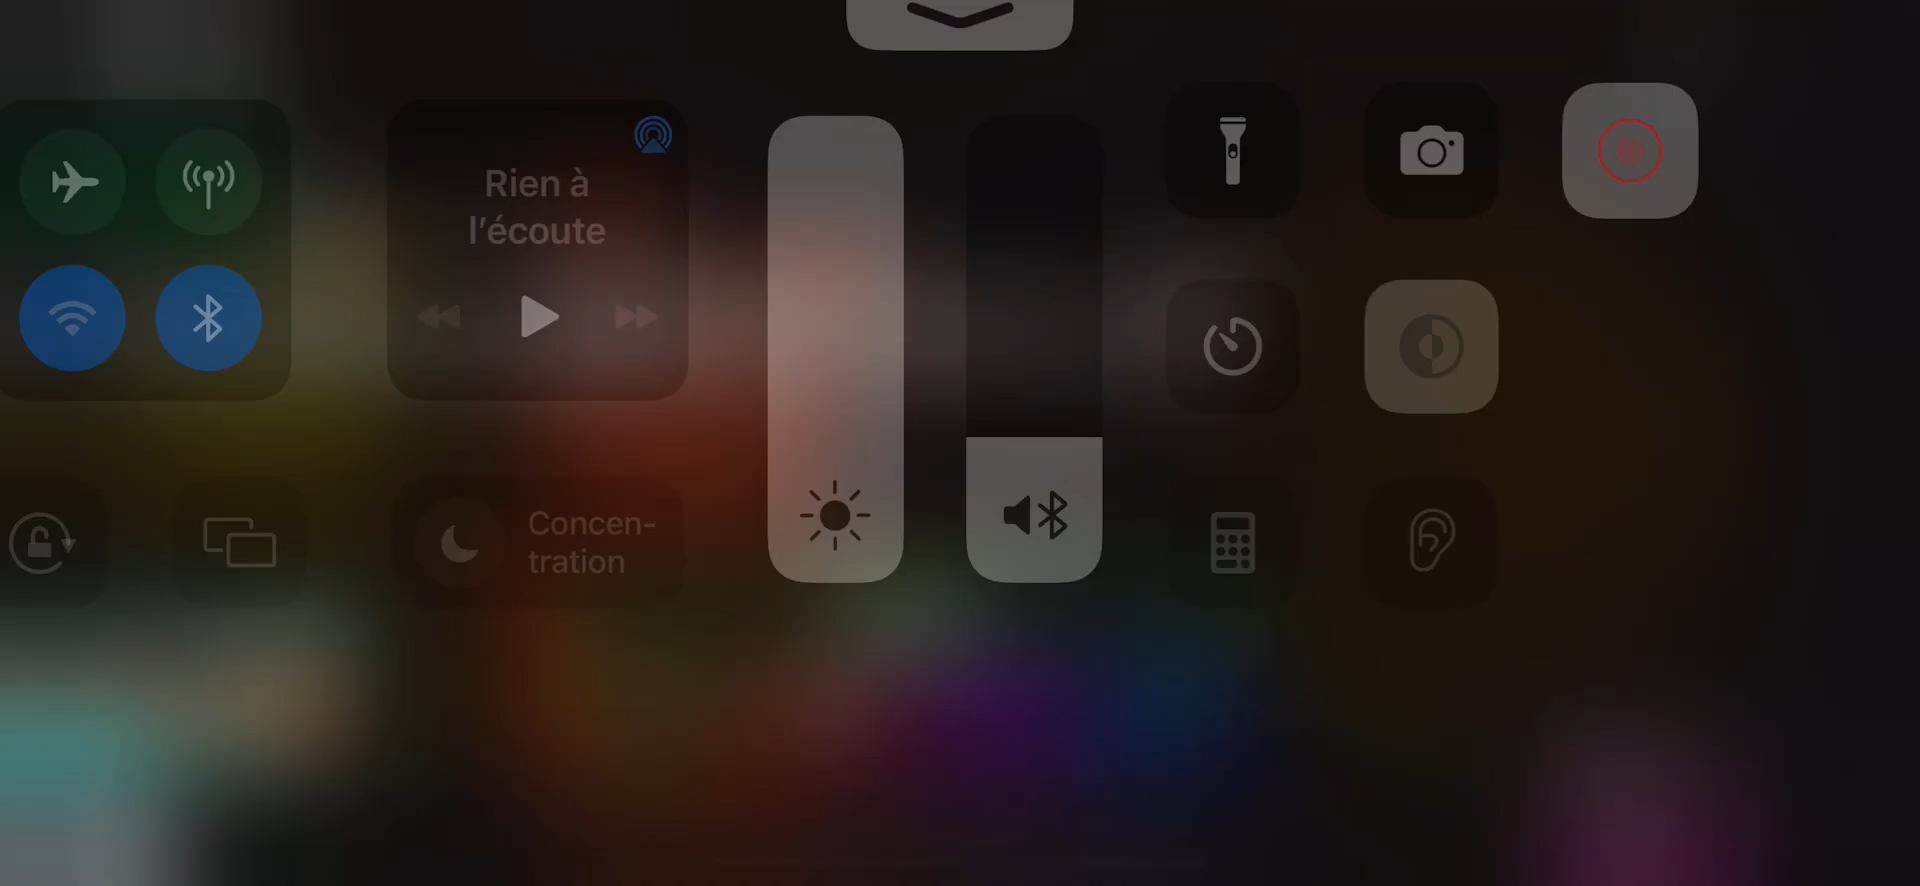 Rien à
l’écoute
Concen-
tration